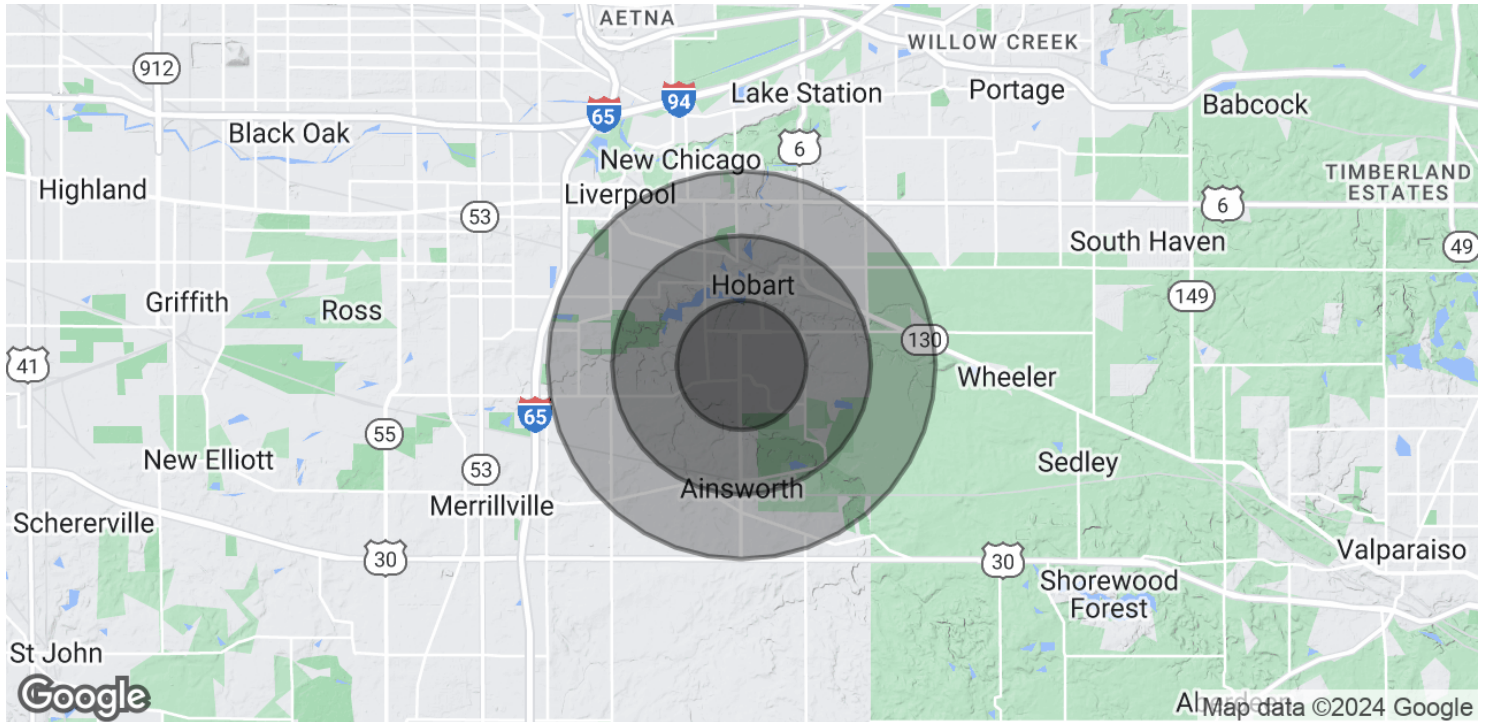 AETNA
WILLOW CREEK
912
65
94
Lake Station
Portage
Babcock
Black Oak
6
New Chicago
Highland
Liverpool
TIMBERLAND
ESTATES
53
6
South Haven
49
Hobart
Griffith
Ross
149
130
41
Wheeler
65
55
New Elliott
53
Sedley
Ainsworth
Merrillville
Schererville
30
30
Valparaiso
Shorewood
Forest
St John
Google
Map data ©2024 Google